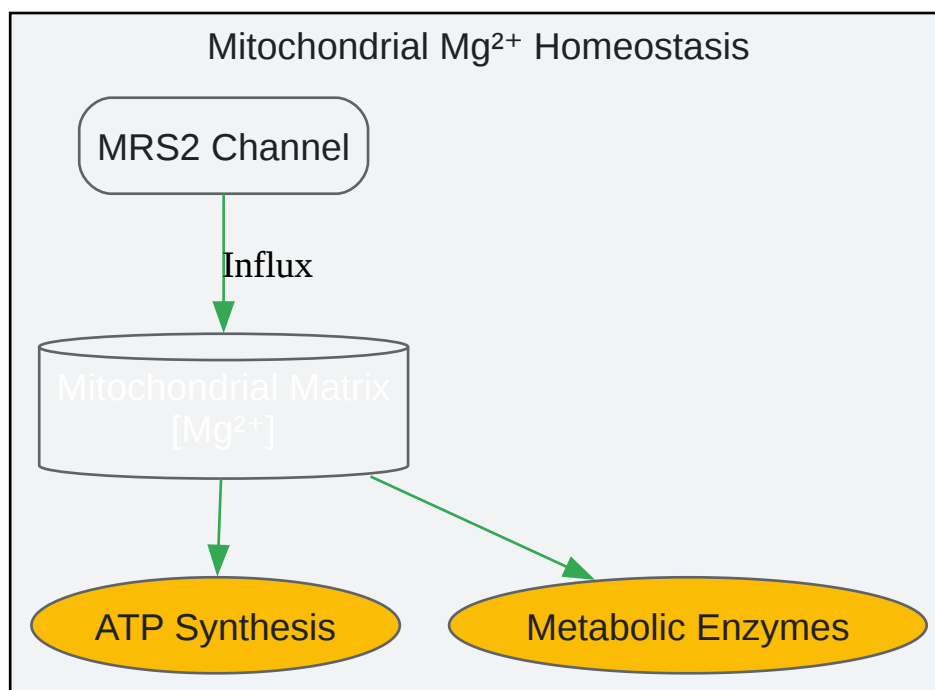 Mitochondrial Mg²⁺ Homeostasis
MRS2 Channel
Influx
Mitochondrial Matrix
[Mg²⁺]
ATP Synthesis
Metabolic Enzymes